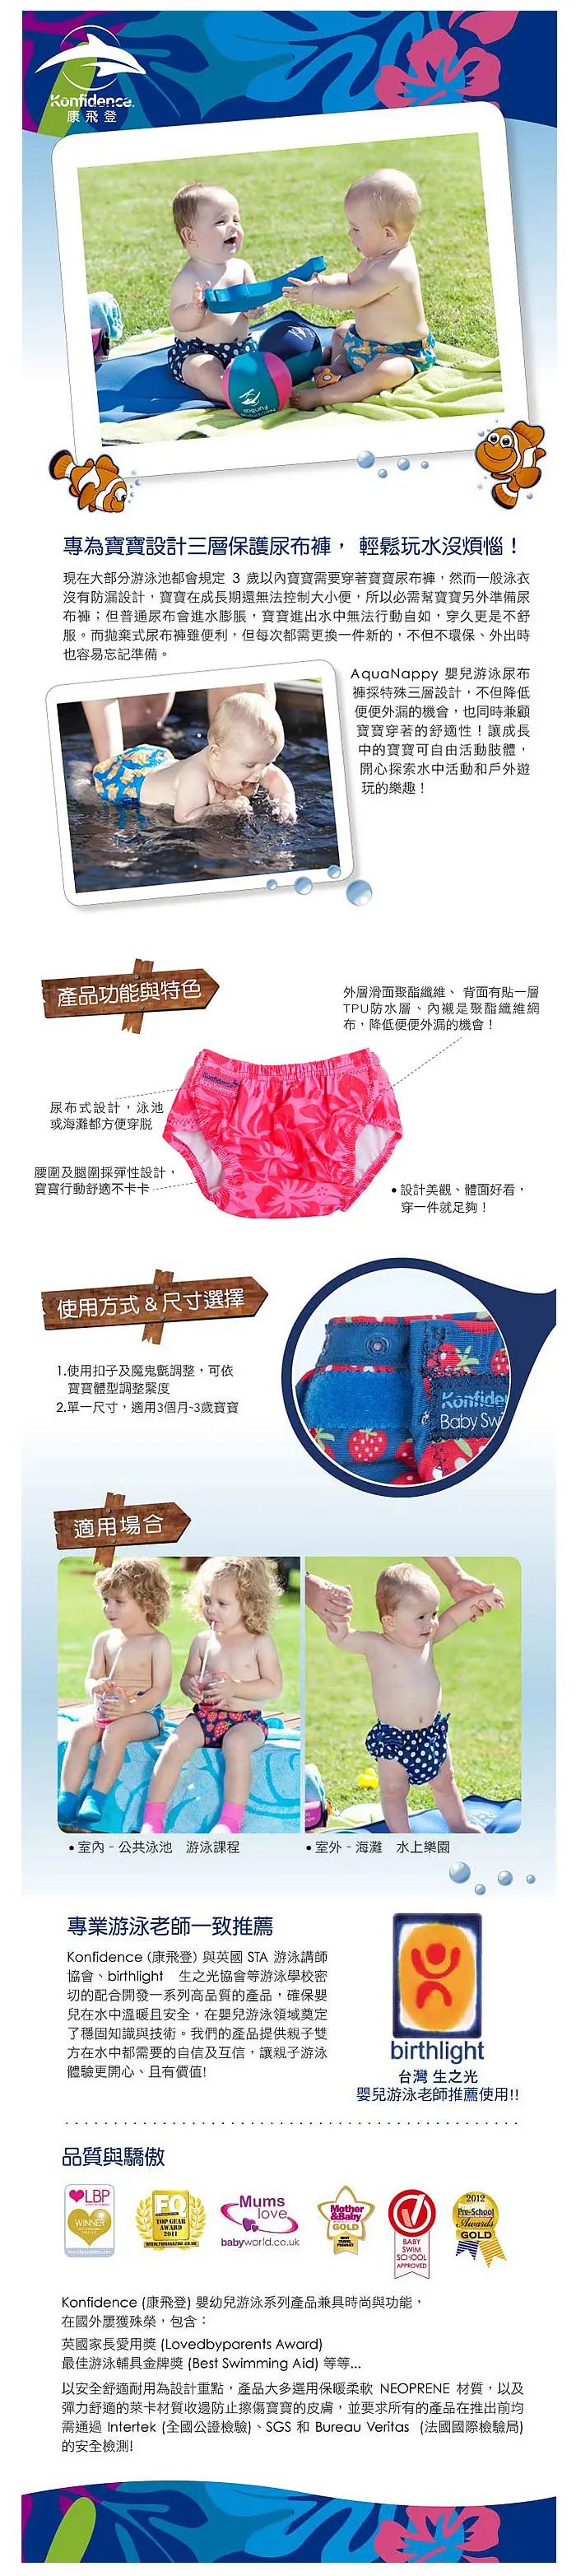 Konfidence.
康飛登
專為寶寶設計三層保護尿布褲， 輕鬆玩水沒煩惱！
現在大部分游泳池都會規定 3 歲以內寶寶需要穿著寶寶尿布褲，然而一般泳衣
沒有防漏設計，寶寶在成長期還無法控制大小便，所以必需幫寶寶另外準備尿
布褲；但普通尿布會進水膨脹，寶寶進出水中無法行動自如，穿久更是不舒
服。而拋棄式尿布褲雖便利，但每次都需更換一件新的，不但不環保、外出時
也容易忘記準備。
AquaNappy 嬰兒游泳尿布
褲採特殊三層設計，不但降低
便便外漏的機會，也同時兼顧
寶寶穿著的舒適性！讓成長
中的寶寶可自由活動肢體，
開心探索水中活動和戶外遊
玩的樂趣！
產品功能與特色
外層滑面聚酯纖維、 背面有貼一層
TPU防水層、內襯是聚酯纖維網
布，降低便便外漏的機會！
Konfidence
尿布式設計，泳池
或海灘都方便穿脫
腰圍及腿圍採彈性設計，
寶寶行動舒適不卡卡
• 設計美觀、體面好看，
穿一件就足夠！
使用方式＆尺寸選擇
1.使用扣子及魔鬼氈調整，可依
寶寶體型調整緊度
2.單一尺寸，適用3個月-3歲寶寶
Konfide
Baby Sw
適用場合
• 室內 - 公共泳池 游泳課程
• 室外 - 海灘 水上樂園
專業游泳老師一致推薦
Konfidence (康飛登) 與英國 STA 游泳講師
協會、birthlight 生之光協會等游泳學校密
切的配合開發一系列高品質的產品，確保嬰
兒在水中溫暖且安全，在嬰兒游泳領域奠定
了穩固知識與技術。我們的產品提供親子雙
方在水中都需要的自信及互信，讓親子游泳
體驗更開心、且有價值!
birthlight
台灣 生之光
嬰兒游泳老師推薦使用!!
品質與驕傲
LBP
WINNER
FQ
TOP GEAR
AWARD
2011
WWW.FQMAGAZINE.CO.UK
Mums
love
babyworld.co.uk
Mother
&Baby
GOLD
BABY
SWIM
SCHOOL
APPROVED
2012
Pre-School
Awards
GOLD
Konfidence (康飛登) 嬰幼兒游泳系列產品兼具時尚與功能，
在國外屢獲殊榮，包含：
英國家長愛用獎 (Lovedbyparents Award)
最佳游泳輔具金牌獎 (Best Swimming Aid) 等等...
以安全舒適耐用為設計重點，產品大多選用保暖柔軟 NEOPRENE 材質，以及
彈力舒適的萊卡材質收邊防止擦傷寶寶的皮膚，並要求所有的產品在推出前均
需通過 Intertek (全國公證檢驗)、SGS 和 Bureau Veritas (法國國際檢驗局)
的安全檢測!